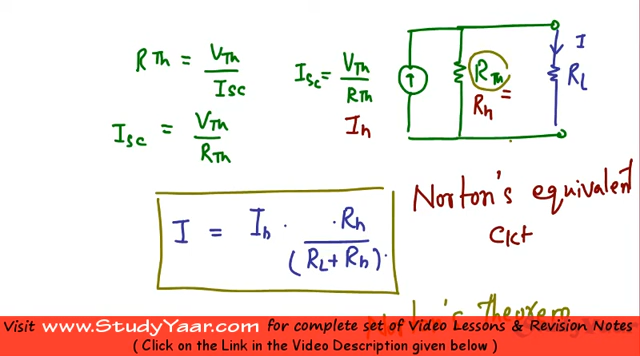 RTh = VTh / Isc
Isc = VTh / RTh
Isc = VTh / RTh
In
RTh
Rn =
I
RL
I = In · · Rn / (RL + Rn) ·
Norton's equivalent
Ckt
Norton's Theorem
Visit www.StudyYaar.com for complete set of Video Lessons & Revision Notes
( Click on the Link in the Video Description given below )